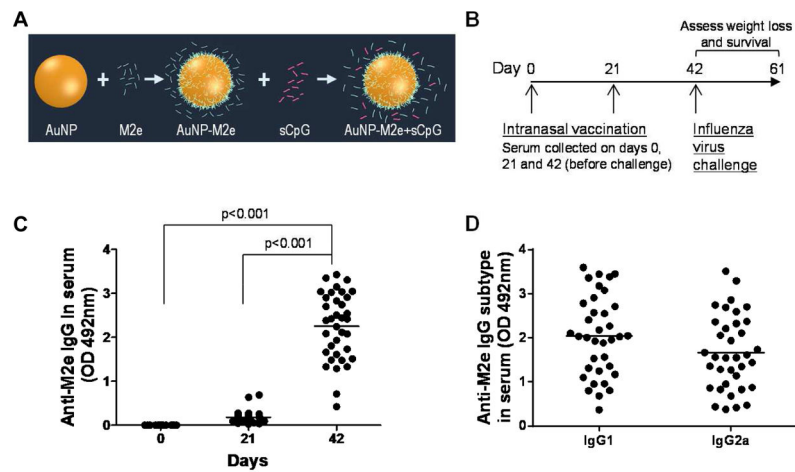 A
AuNP
M2e
AuNP-M2e
sCpG
AuNP-M2e+sCpG
B
Assess weight loss
and survival
Day 0 21 42 61
Intranasal vaccination
Serum collected on days 0,
21 and 42 (before challenge)
Influenza
virus
challenge
C
p<0.001
p<0.001
Anti-M2e IgG in serum
(OD 492nm)
4
3
2
1
0
0 21 42
Days
D
Anti-M2e IgG subtype
in serum (OD 492nm)
4
3
2
1
0
IgG1 IgG2a